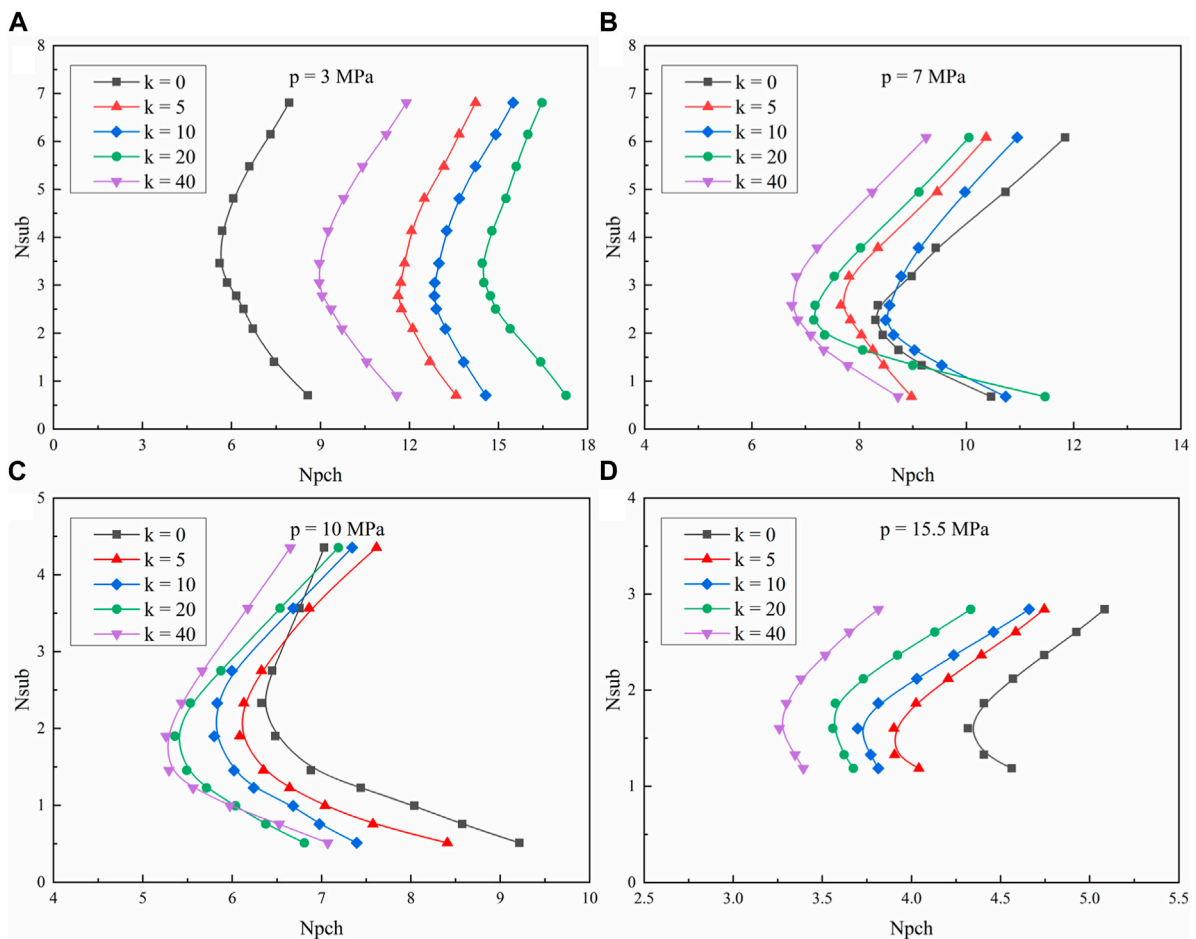 A
p = 3 MPa
k = 0
k = 5
k = 10
k = 20
k = 40
8
7
6
5
4
3
2
1
0
Nsub
0 3 6 9 12 15 18
Npch
B
p = 7 MPa
k = 0
k = 5
k = 10
k = 20
k = 40
8
7
6
5
4
3
2
1
0
Nsub
4 6 8 10 12 14
Npch
C
p = 10 MPa
k = 0
k = 5
k = 10
k = 20
k = 40
5
4
3
2
1
0
Nsub
4 5 6 7 8 9 10
Npch
D
p = 15.5 MPa
k = 0
k = 5
k = 10
k = 20
k = 40
4
3
2
1
0
Nsub
2.5 3.0 3.5 4.0 4.5 5.0 5.5
Npch